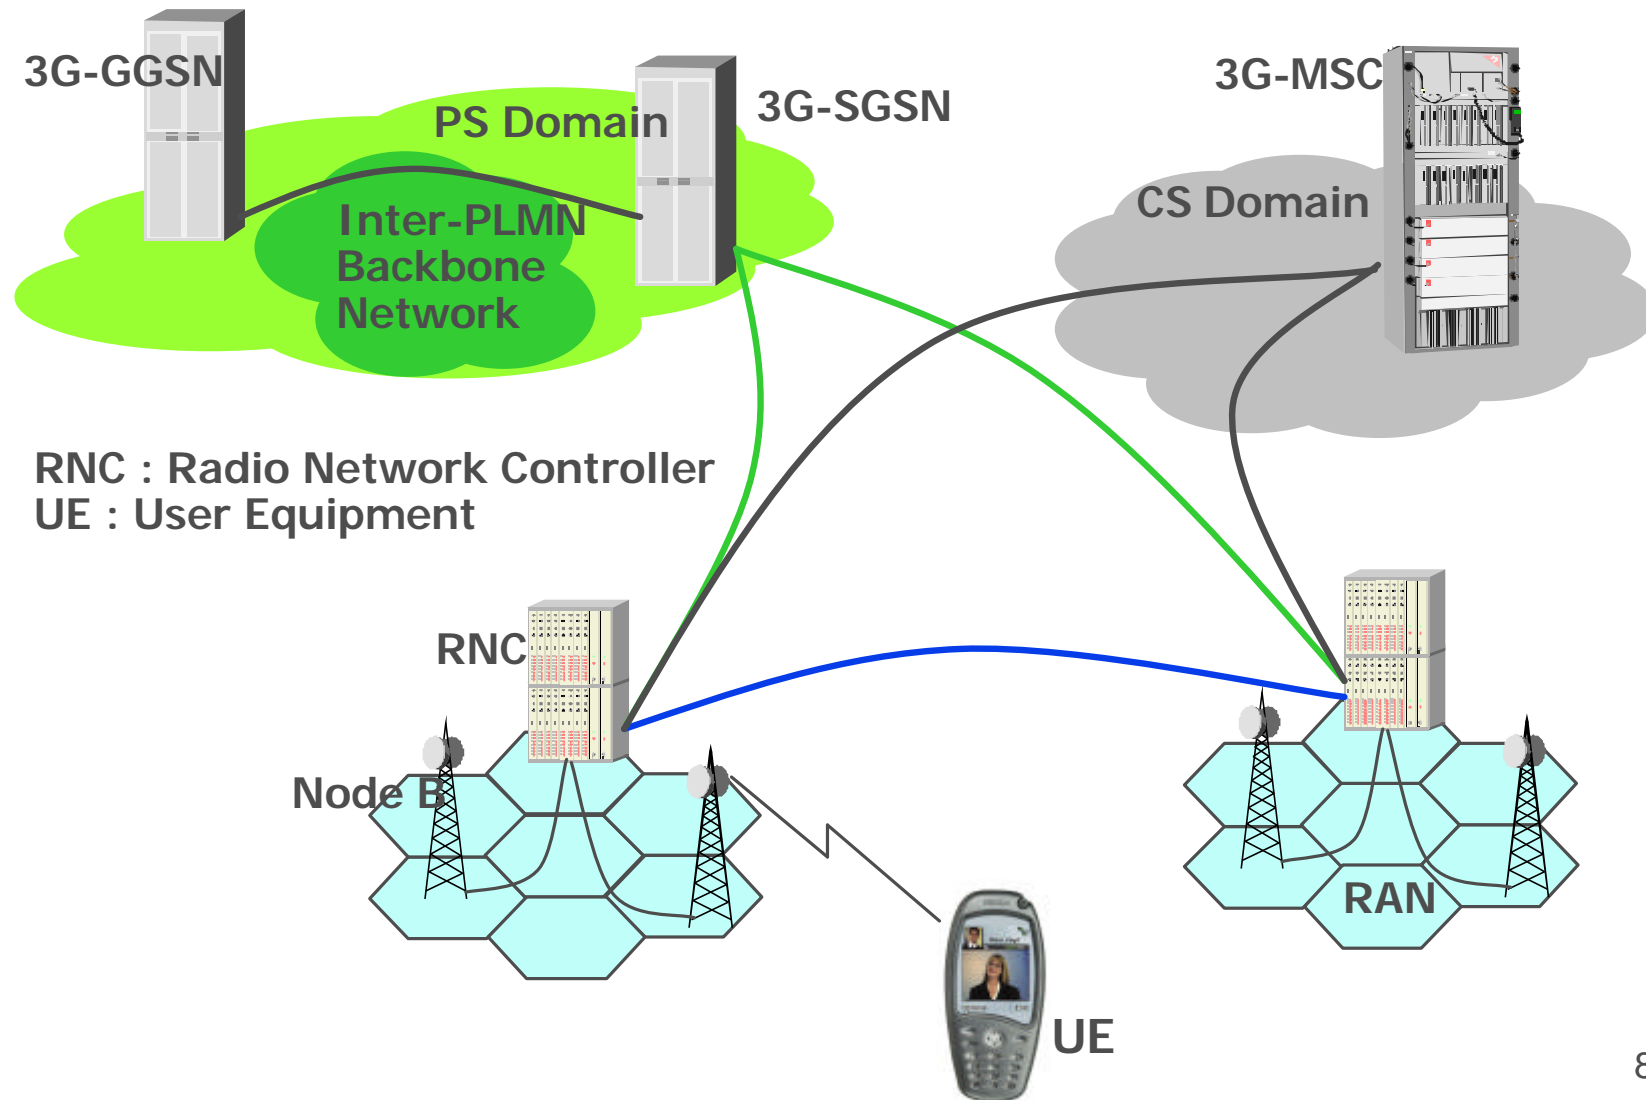 3G-GGSN
3G-SGSN
3G-MSC
PS Domain
CS Domain
Inter-PLMN
Backbone
Network
RNC : Radio Network Controller
UE : User Equipment
RNC
Node B
RAN
UE
8